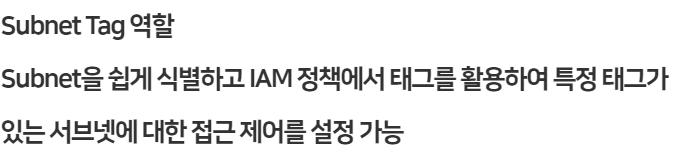 Subnet Tag 역할
Subnet을 쉽게 식별하고 IAM 정책에서 태그를 활용하여 특정 태그가
있는 서브넷에 대한 접근 제어를 설정 가능